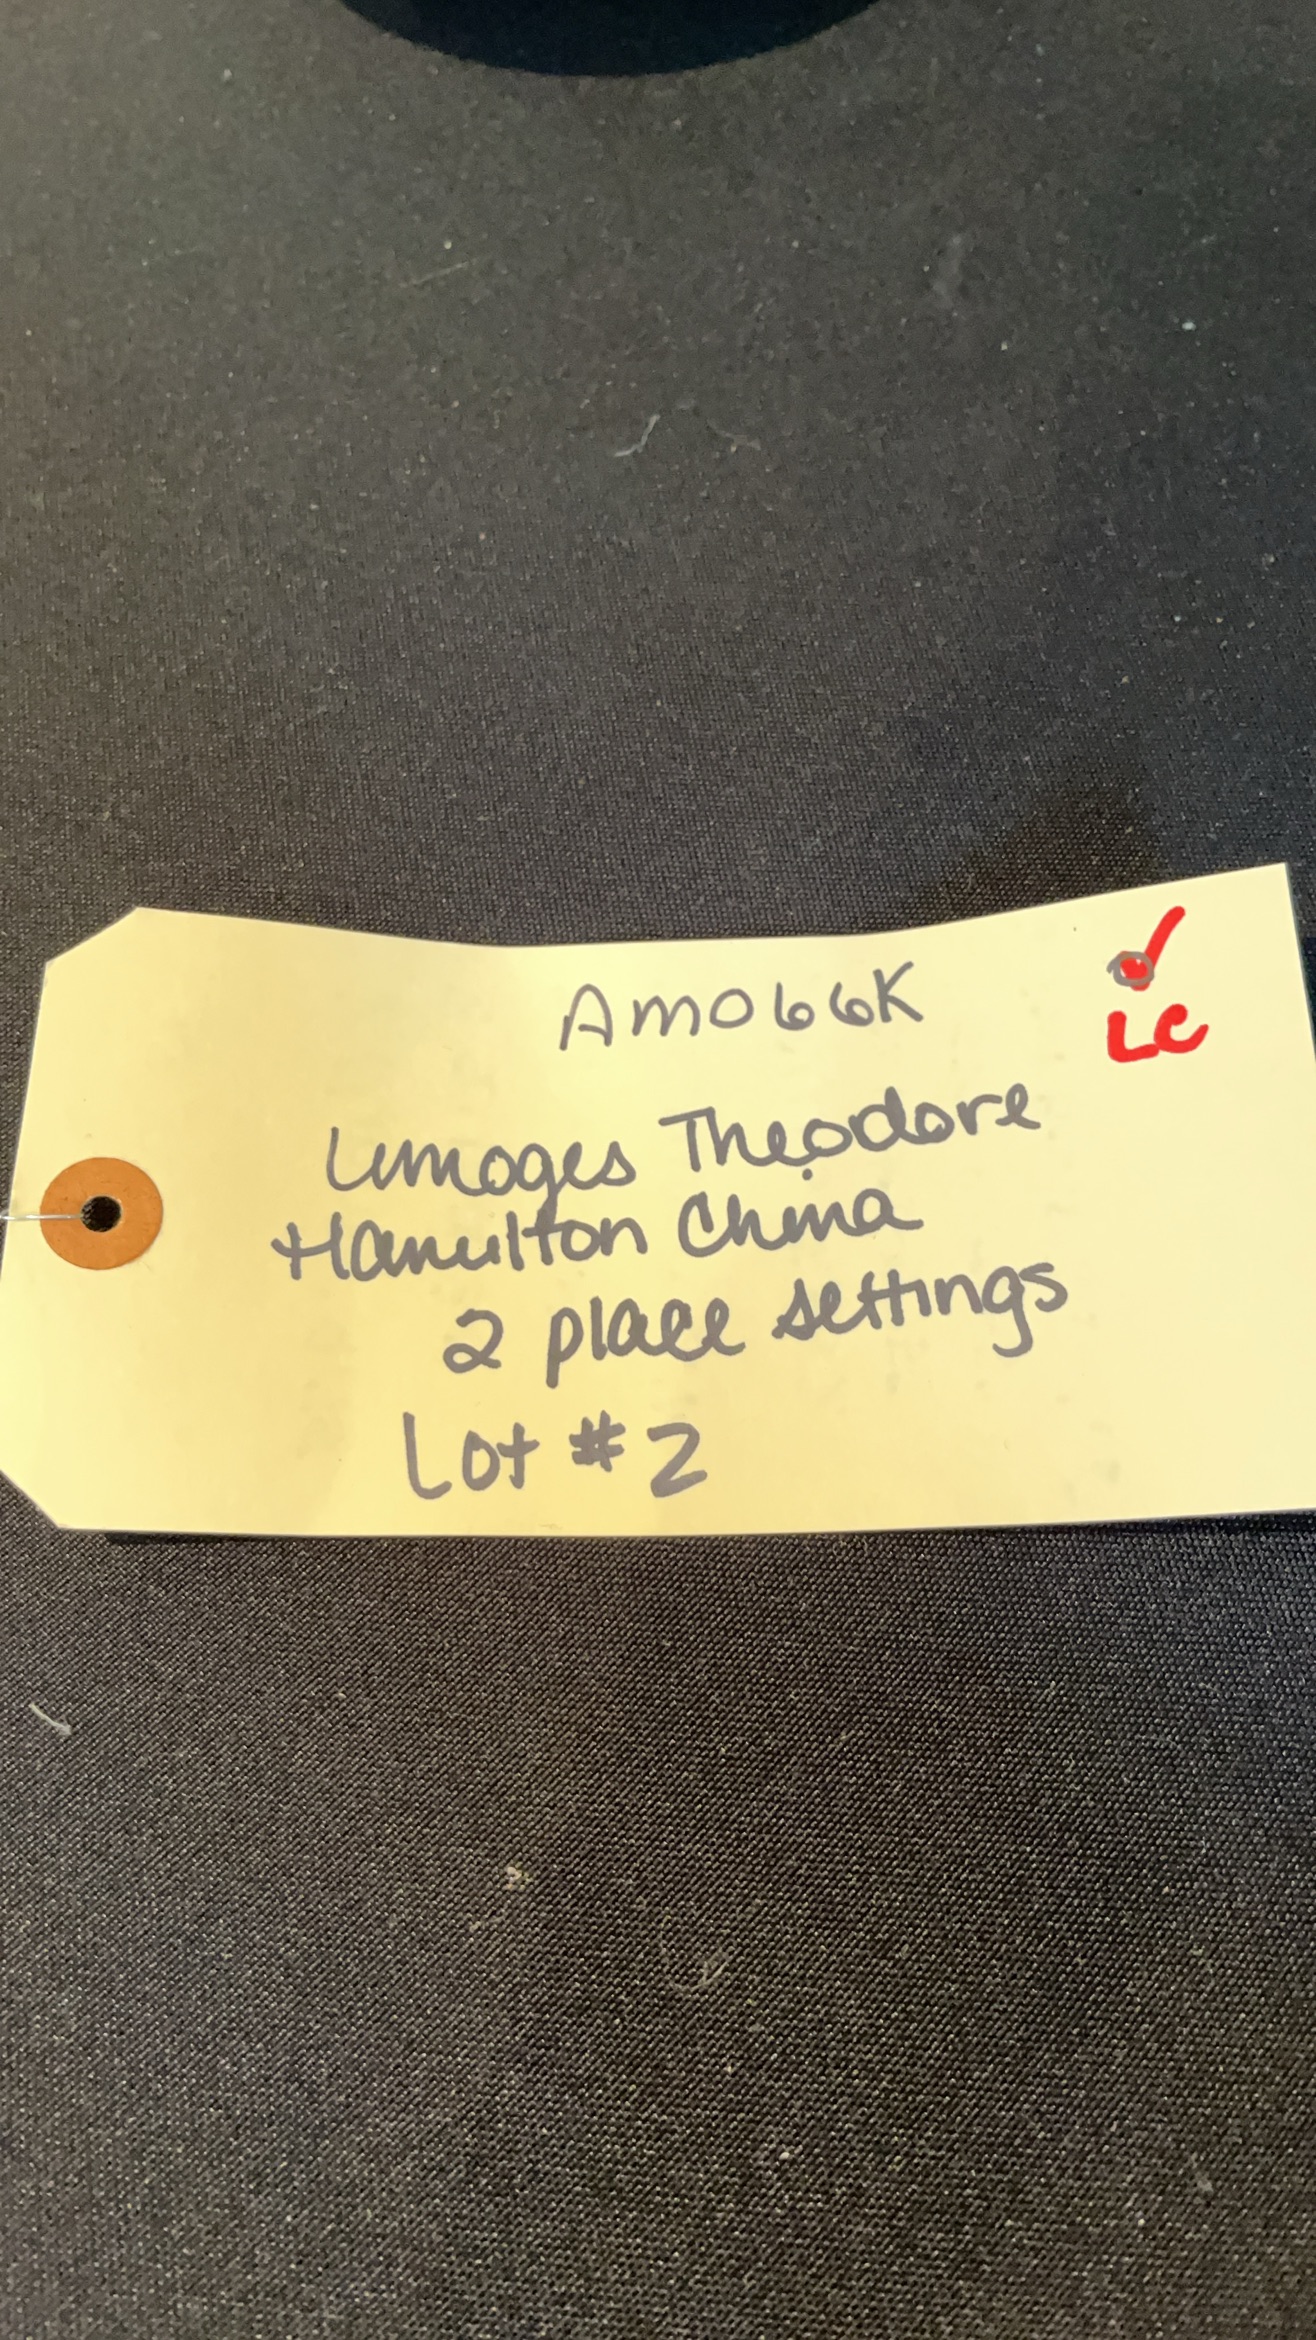 AM066K
✓
LC
Limoges Theodore
Hamilton China
2 place settings
Lot #2